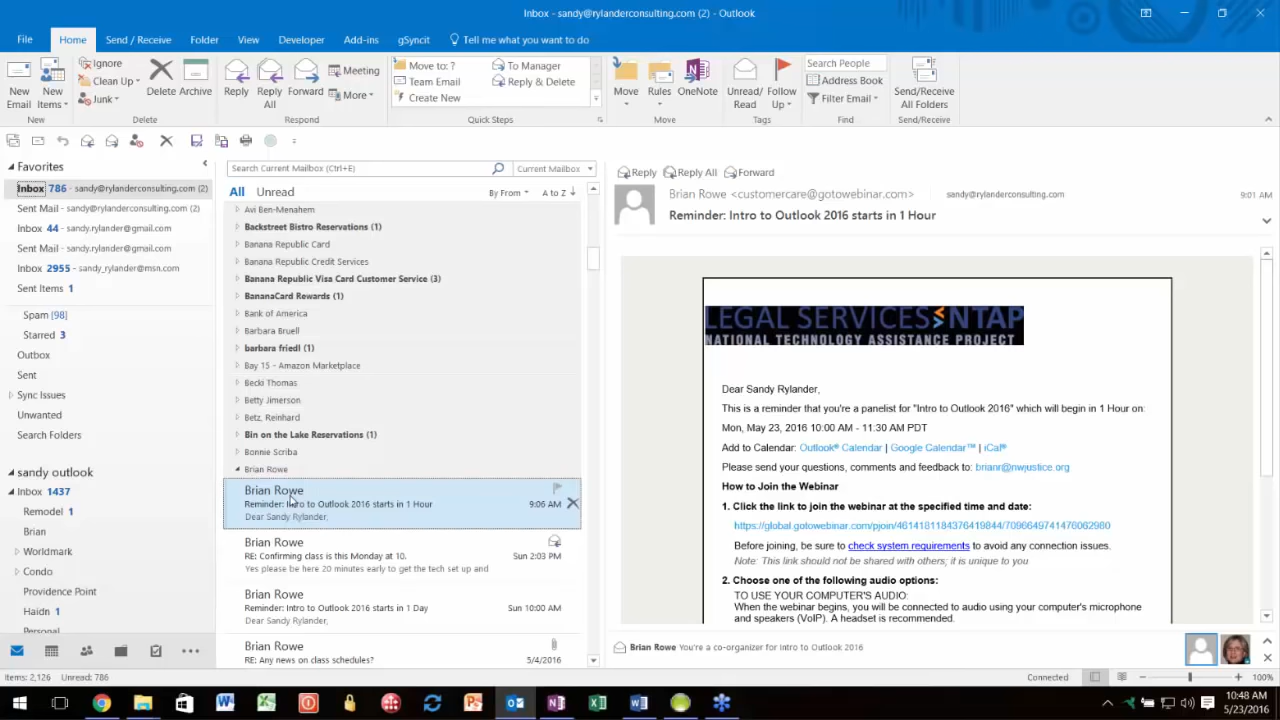 Inbox - sandy@rylanderconsulting.com (2) - Outlook
File Home Send / Receive Folder View Developer Add-ins gSyncit Tell me what you want to do
New Email
New Items
New
Ignore
Clean Up
Junk
Delete
Archive
Delete
Reply
Reply All
Forward
Meeting
More
Respond
Move to: ?
Team Email
Create New
To Manager
Reply & Delete
Quick Steps
Move
Rules
OneNote
Move
Unread/ Read
Follow Up
Tags
Search People
Address Book
Filter Email
Find
Send/Receive All Folders
Send/Receive
Favorites
Inbox 786 - sandy@rylanderconsulting.com (2)
Sent Mail - sandy@rylanderconsulting.com (2)
Inbox 44 - sandy.rylander@gmail.com
Sent Mail - sandy.rylander@gmail.com
Inbox 2955 - sandy_rylander@msn.com
Sent Items 1
Spam [98]
Starred 3
Outbox
Sent
Sync Issues
Unwanted
Search Folders
sandy outlook
Inbox 1437
Remodel 1
Brian
Worldmark
Condo
Providence Point
Haidn 1
Personal
Search Current Mailbox (Ctrl+E)
Current Mailbox
All Unread
By From A to Z
Avi Ben-Menahem
Backstreet Bistro Reservations (1)
Banana Republic Card
Banana Republic Credit Services
Banana Republic Visa Card Customer Service (3)
BananaCard Rewards (1)
Bank of America
Barbara Bruell
barbara friedl (1)
Bay 15 - Amazon Marketplace
Becki Thomas
Betty Jimerson
Betz, Reinhard
Bin on the Lake Reservations (1)
Bonnie Scriba
Brian Rowe
Brian Rowe
Reminder: Intro to Outlook 2016 starts in 1 Hour 9:06 AM
Dear Sandy Rylander,
Brian Rowe
RE: Confirming class is this Monday at 10. Sun 2:03 PM
Yes please be here 20 minutes early to get the tech set up and
Brian Rowe
Reminder: Intro to Outlook 2016 starts in 1 Day Sun 10:00 AM
Dear Sandy Rylander,
Brian Rowe
RE: Any news on class schedules? 5/4/2016
Reply Reply All Forward
Brian Rowe <customercare@gotowebinar.com> sandy@rylanderconsulting.com 9:01 AM
Reminder: Intro to Outlook 2016 starts in 1 Hour
LEGAL SERVICES NTAP
NATIONAL TECHNOLOGY ASSISTANCE PROJECT
Dear Sandy Rylander,
This is a reminder that you're a panelist for "Intro to Outlook 2016" which will begin in 1 Hour on:
Mon, May 23, 2016 10:00 AM - 11:30 AM PDT
Add to Calendar: Outlook® Calendar | Google Calendar™ | iCal®
Please send your questions, comments and feedback to: brianr@nwjustice.org
How to Join the Webinar
1. Click the link to join the webinar at the specified time and date:
https://global.gotowebinar.com/pjoin/4614181184376419844/7096649741476062980
Before joining, be sure to check system requirements to avoid any connection issues.
Note: This link should not be shared with others; it is unique to you
2. Choose one of the following audio options:
TO USE YOUR COMPUTER'S AUDIO:
When the webinar begins, you will be connected to audio using your computer's microphone
and speakers (VoIP). A headset is recommended.
Brian Rowe You're a co-organizer for Intro to Outlook 2016
Items: 2,126 Unread: 786
Connected
100%
10:48 AM
5/23/2016